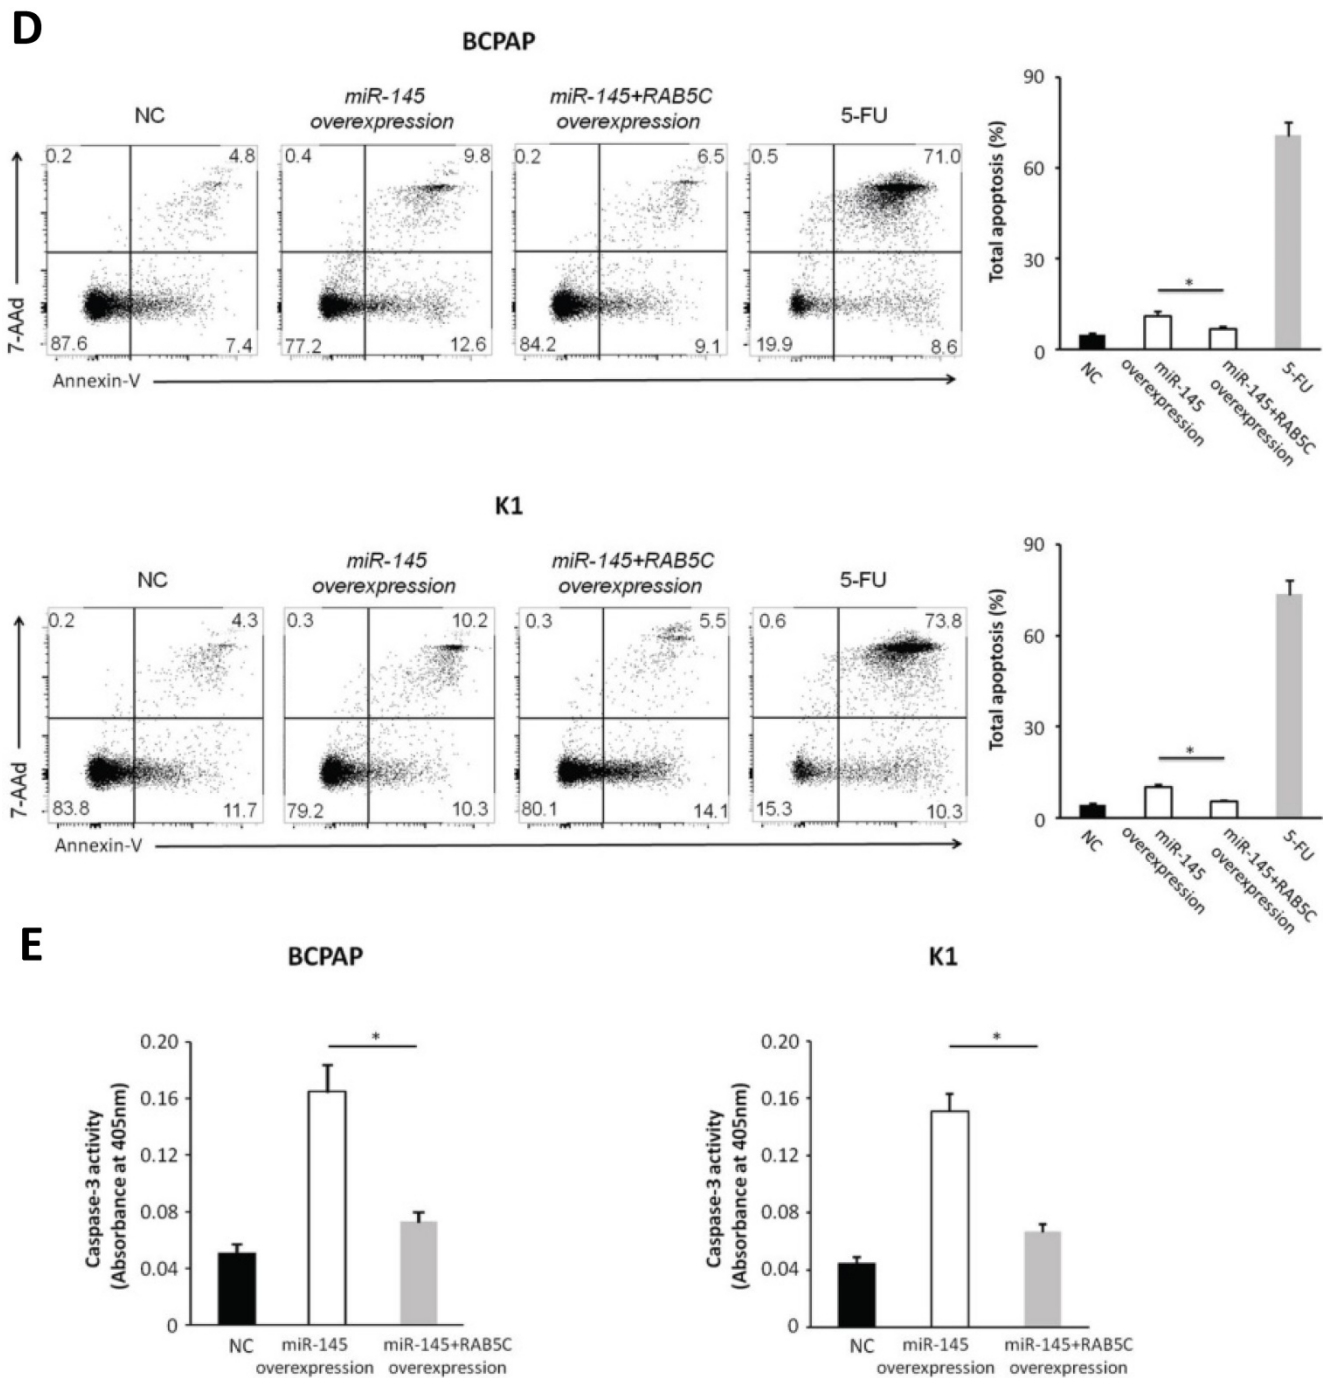 D
BCPAP
NC
miR-145
overexpression
miR-145+RAB5C
overexpression
5-FU
0.2
4.8
87.6
7.4
0.4
9.8
77.2
12.6
0.2
6.5
84.2
9.1
0.5
71.0
19.9
8.6
7-AAd
Annexin-V
Total apoptosis (%)
90
60
30
0
*
NC
miR-145
overexpression
miR-145+RAB5C
overexpression
5-FU
K1
NC
miR-145
overexpression
miR-145+RAB5C
overexpression
5-FU
0.2
4.3
83.8
11.7
0.3
10.2
79.2
10.3
0.3
5.5
80.1
14.1
0.6
73.8
15.3
10.3
7-AAd
Annexin-V
Total apoptosis (%)
90
60
30
0
*
NC
miR-145
overexpression
miR-145+RAB5C
overexpression
5-FU
E
BCPAP
Caspase-3 activity
(Absorbance at 405nm)
0.20
0.16
0.12
0.08
0.04
0
*
NC
miR-145
overexpression
miR-145+RAB5C
overexpression
K1
Caspase-3 activity
(Absorbance at 405nm)
0.20
0.16
0.12
0.08
0.04
0
*
NC
miR-145
overexpression
miR-145+RAB5C
overexpression